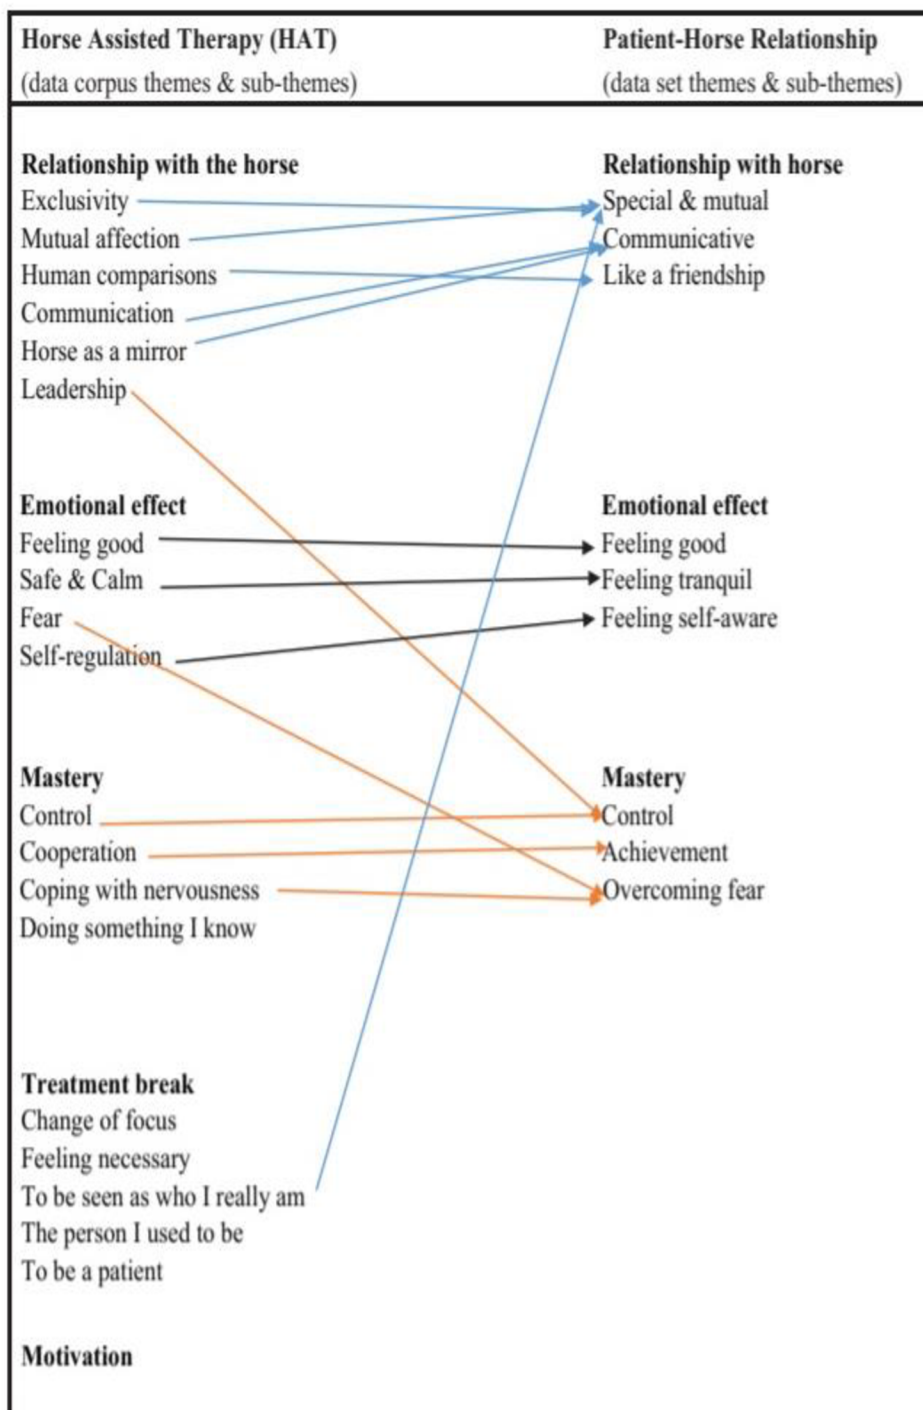 Horse Assisted Therapy (HAT)
(data corpus themes & sub-themes)
Patient-Horse Relationship
(data set themes & sub-themes)
Relationship with the horse
Exclusivity
Mutual affection
Human comparisons
Communication
Horse as a mirror
Leadership
Relationship with horse
Special & mutual
Communicative
Like a friendship
Emotional effect
Feeling good
Safe & Calm
Fear
Self-regulation
Emotional effect
Feeling good
Feeling tranquil
Feeling self-aware
Mastery
Control
Cooperation
Coping with nervousness
Doing something I know
Mastery
Control
Achievement
Overcoming fear
Treatment break
Change of focus
Feeling necessary
To be seen as who I really am
The person I used to be
To be a patient
Motivation